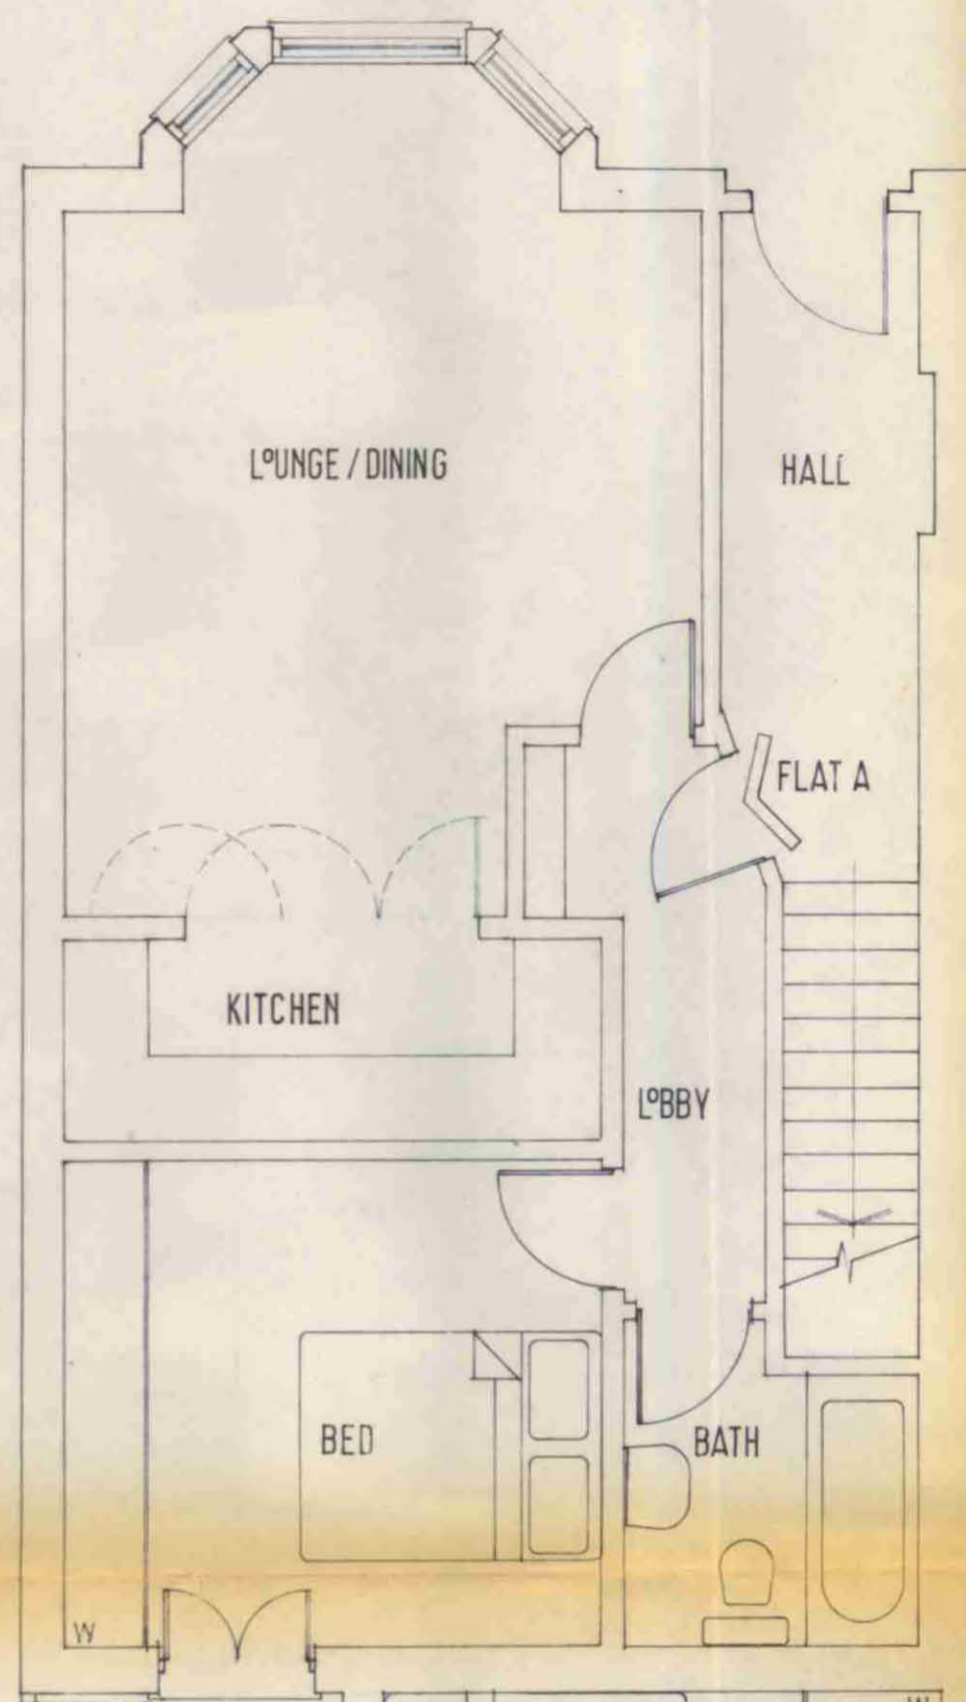 LOUNGE / DINING
HALL
FLAT A
KITCHEN
LOBBY
BED
BATH
W
W